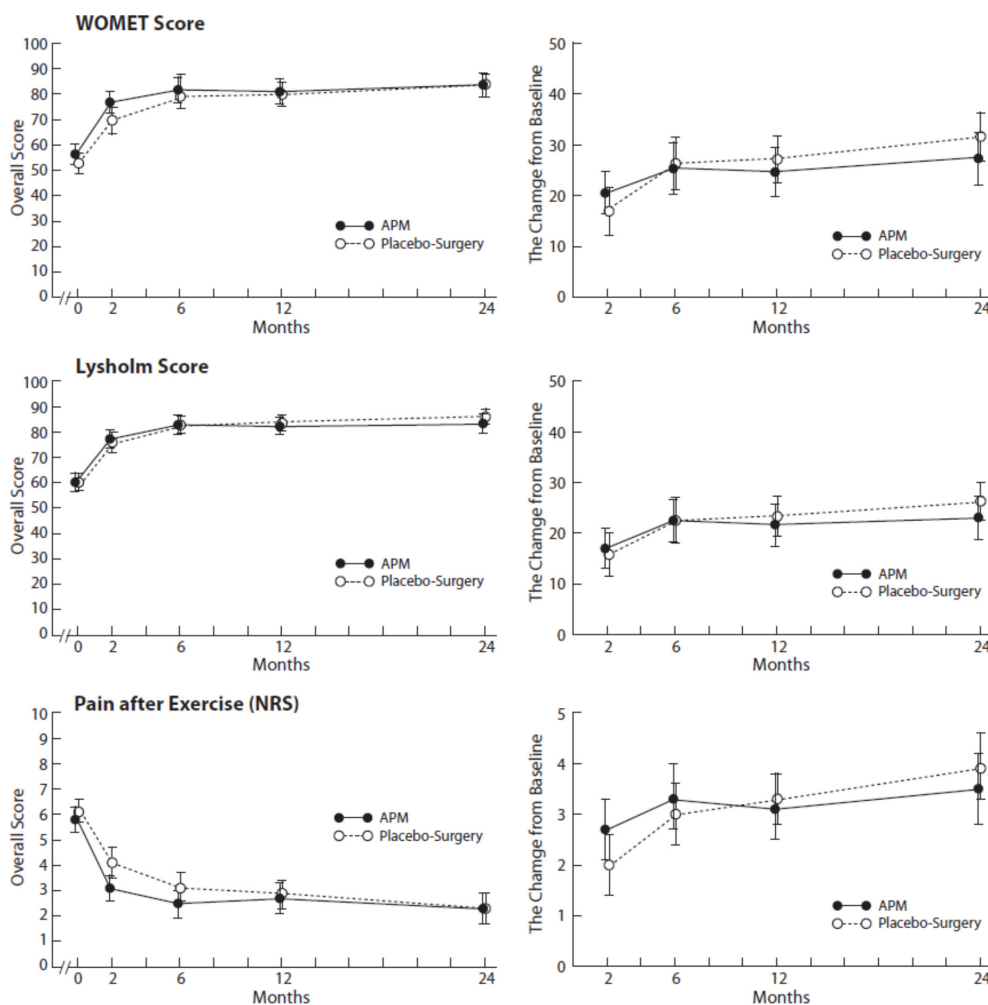 WOMET Score
100
90
80
70
60
50
40
30
20
10
0
Overall Score
APM
Placebo-Surgery
0 2 6 12 24
Months
50
40
30
20
10
0
The Chamge from Baseline
APM
Placebo-Surgery
2 6 12 24
Months
Lysholm Score
100
90
80
70
60
50
40
30
20
10
0
Overall Score
APM
Placebo-Surgery
0 2 6 12 24
Months
50
40
30
20
10
0
The Chamge from Baseline
APM
Placebo-Surgery
2 6 12 24
Months
Pain after Exercise (NRS)
10
9
8
7
6
5
4
3
2
1
0
Overall Score
APM
Placebo-Surgery
0 2 6 12 24
Months
5
4
3
2
1
0
The Chamge from Baseline
APM
Placebo-Surgery
2 6 12 24
Months